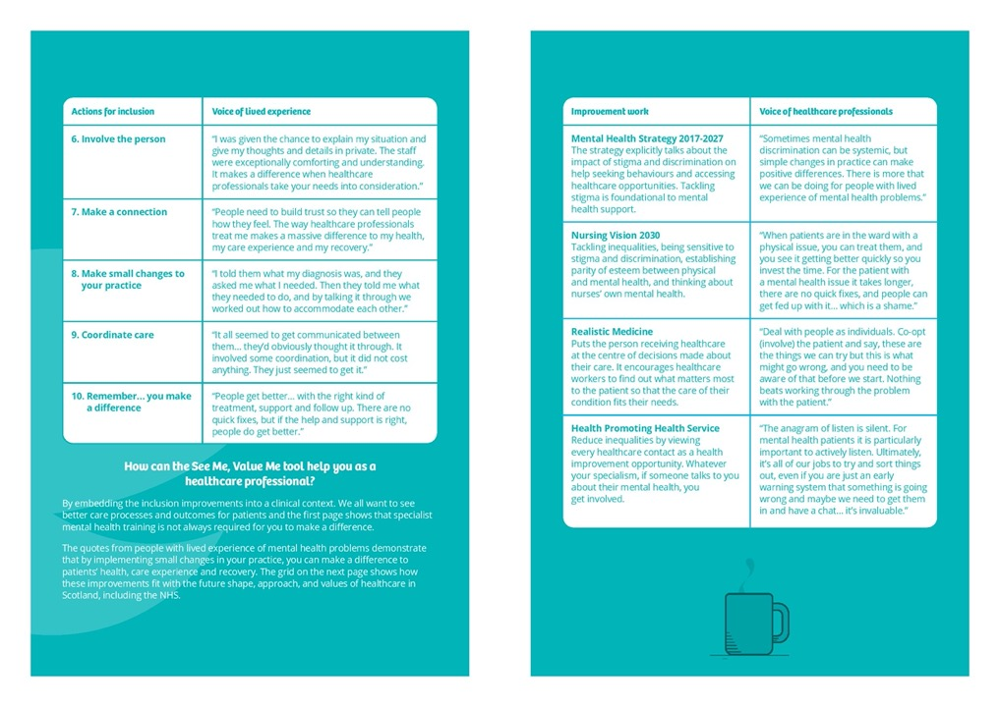 Actions for inclusion
Voice of lived experience
6. Involve the person
“I was given the chance to explain my situation and
give my thoughts and details in private. The staff
were exceptionally comforting and understanding.
It makes a difference when healthcare
professionals take your needs into consideration.”
7. Make a connection
“People need to build trust so they can tell people
how they feel. The way healthcare professionals
treat me makes a massive difference to my health,
my care experience and my recovery.”
8. Make small changes to
your practice
“I told them what my diagnosis was, and they
asked me what I needed. Then they told me what
they needed to do, and by talking it through we
worked out how to accommodate each other.”
9. Coordinate care
“It all seemed to get communicated between
them... they’d obviously thought it through. It
involved some coordination, but it did not cost
anything. They just seemed to get it.”
10. Remember... you make
a difference
“People get better... with the right kind of
treatment, support and follow up. There are no
quick fixes, but if the help and support is right,
people do get better.”
How can the See Me, Value Me tool help you as a
healthcare professional?
By embedding the inclusion improvements into a clinical context. We all want to see
better care processes and outcomes for patients and the first page shows that specialist
mental health training is not always required for you to make a difference.
The quotes from people with lived experience of mental health problems demonstrate
that by implementing small changes in your practice, you can make a difference to
patients’ health, care experience and recovery. The grid on the next page shows how
these improvements fit with the future shape, approach, and values of healthcare in
Scotland, including the NHS.
Improvement work
Voice of healthcare professionals
Mental Health Strategy 2017-2027
The strategy explicitly talks about the
impact of stigma and discrimination on
help seeking behaviours and accessing
healthcare opportunities. Tackling
stigma is foundational to mental
health support.
“Sometimes mental health
discrimination can be systemic, but
simple changes in practice can make
positive differences. There is more that
we can be doing for people with lived
experience of mental health problems.”
Nursing Vision 2030
Tackling inequalities, being sensitive to
stigma and discrimination, establishing
parity of esteem between physical
and mental health, and thinking about
nurses’ own mental health.
“When patients are in the ward with a
physical issue, you can treat them, and
you see it getting better quickly so you
invest the time. For the patient with
a mental health issue it takes longer,
there are no quick fixes, and people can
get fed up with it... which is a shame.”
Realistic Medicine
Puts the person receiving healthcare
at the centre of decisions made about
their care. It encourages healthcare
workers to find out what matters most
to the patient so that the care of their
condition fits their needs.
“Deal with people as individuals. Co-opt
(involve) the patient and say, these are
the things we can try but this is what
might go wrong, and you need to be
aware of that before we start. Nothing
beats working through the problem
with the patient.”
Health Promoting Health Service
Reduce inequalities by viewing
every healthcare contact as a health
improvement opportunity. Whatever
your specialism, if someone talks to you
about their mental health, you
get involved.
“The anagram of listen is silent. For
mental health patients it is particularly
important to actively listen. Ultimately,
it’s all of our jobs to try and sort things
out, even if you are just an early
warning system that something is going
wrong and maybe we need to get them
in and have a chat... it’s invaluable.”